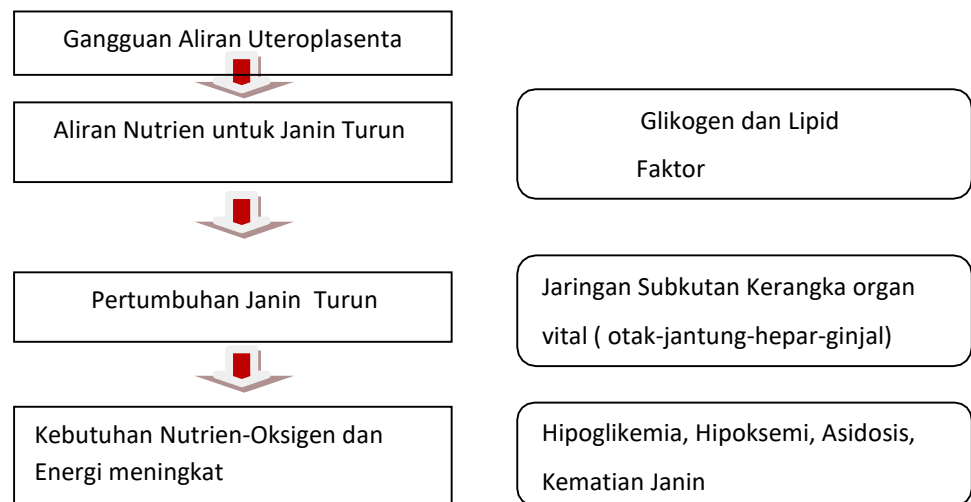 Gangguan Aliran Uteroplasenta
Aliran Nutrien untuk Janin Turun
Glikogen dan Lipid
Faktor
Pertumbuhan Janin Turun
Jaringan Subkutan Kerangka organ
vital ( otak-jantung-hepar-ginjal)
Kebutuhan Nutrien-Oksigen dan
Energi meningkat
Hipoglikemia, Hipoksemi, Asidosis,
Kematian Janin